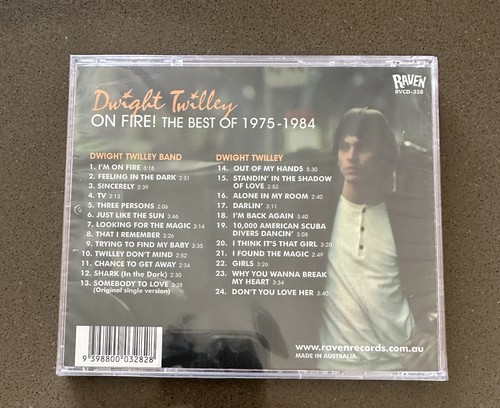 RAVEN
RVCD-328
Dwight Twilley
ON FIRE! THE BEST OF 1975-1984
DWIGHT TWILLEY BAND
1. I'M ON FIRE 3:18
2. FEELING IN THE DARK 2:51
3. SINCERELY 2:39
4. TV 2:13
5. THREE PERSONS 2:06
6. JUST LIKE THE SUN 3:46
7. LOOKING FOR THE MAGIC 3:14
8. THAT I REMEMBER 3:26
9. TRYING TO FIND MY BABY 3:35
10. TWILLEY DON'T MIND 2:52
11. CHANCE TO GET AWAY 2:34
12. SHARK (In the Dark) 2:30
13. SOMEBODY TO LOVE 3:38
(Original single version)
DWIGHT TWILLEY
14. OUT OF MY HANDS 5:30
15. STANDIN' IN THE SHADOW
OF LOVE 2:52
16. ALONE IN MY ROOM 2:40
17. DARLIN' 3:11
18. I'M BACK AGAIN 3:40
19. 10,000 AMERICAN SCUBA
DIVERS DANCIN' 3:08
20. I THINK IT'S THAT GIRL 3:20
21. I FOUND THE MAGIC 2:49
22. GIRLS 3:26
23. WHY YOU WANNA BREAK
MY HEART 3:34
24. DON'T YOU LOVE HER 3:40
9 398800 032828
www.ravenrecords.com.au
MADE IN AUSTRALIA